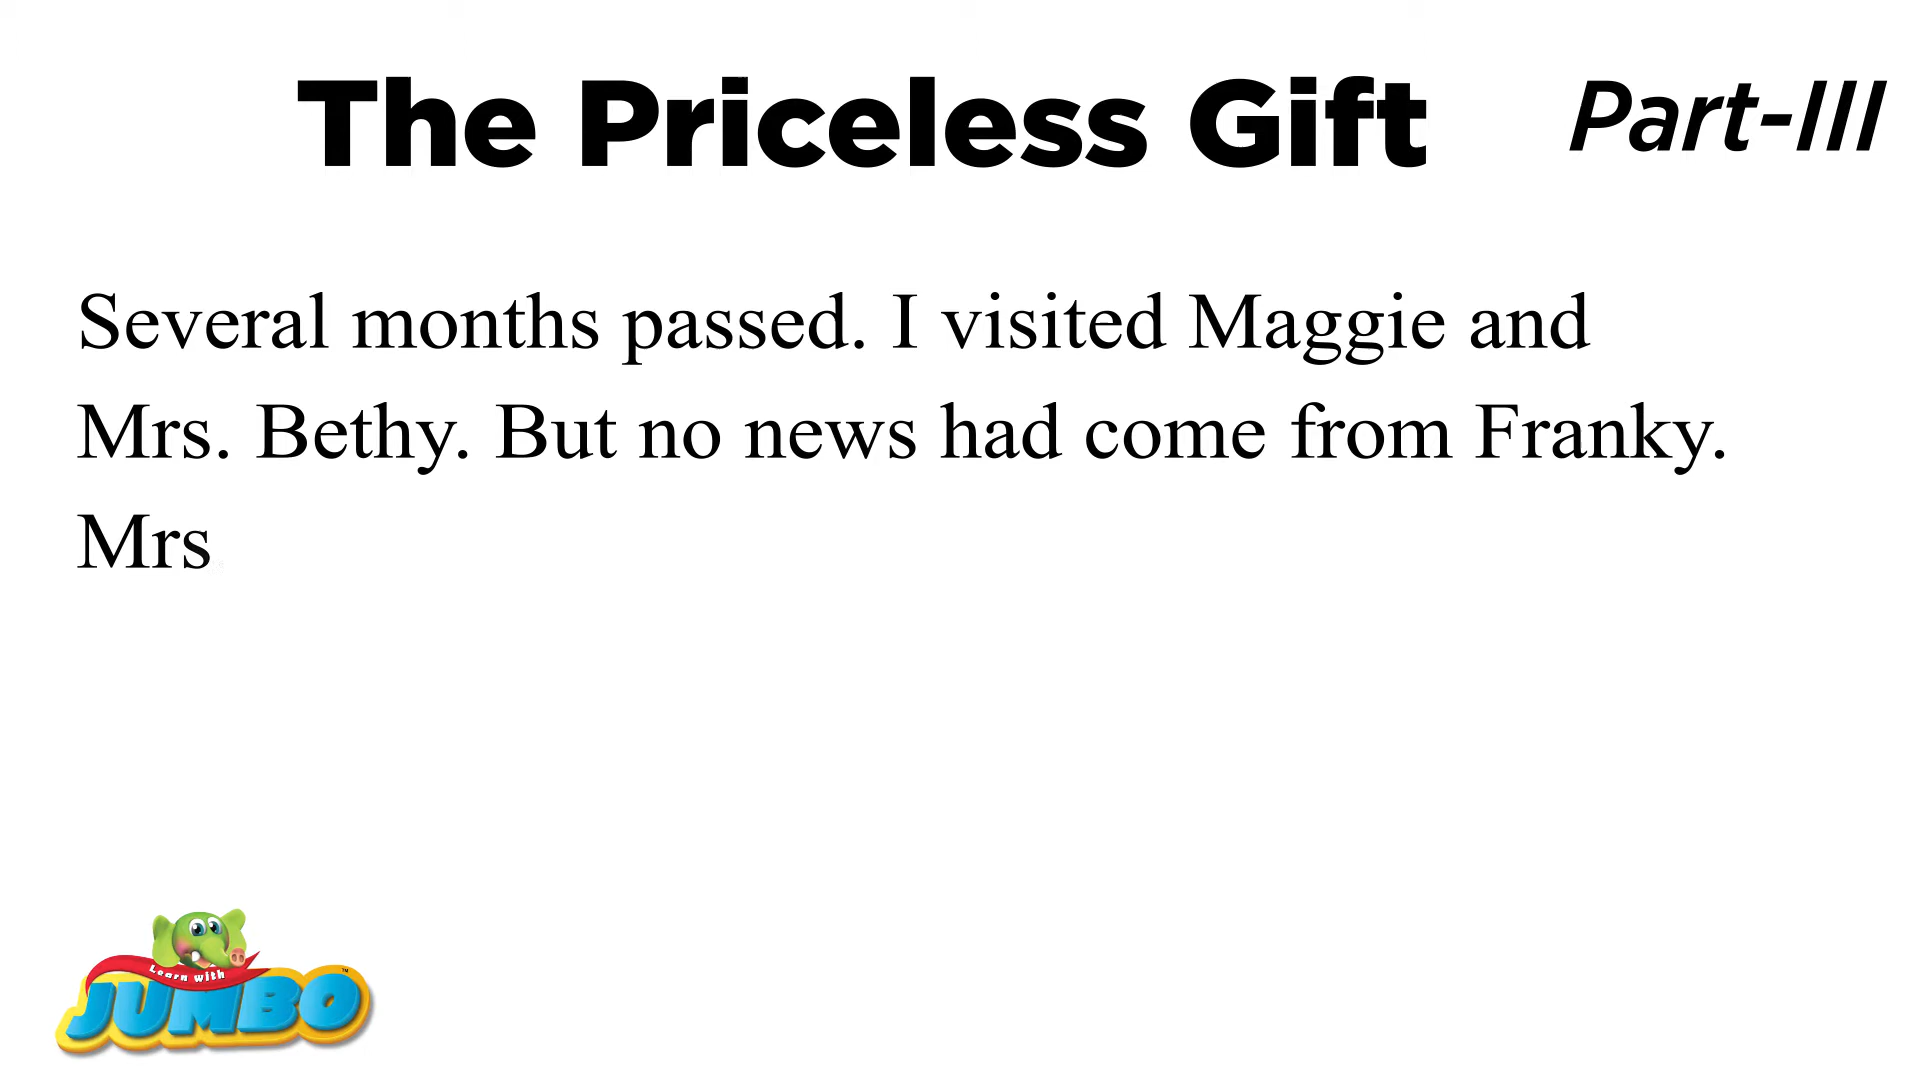 The Priceless Gift Part-III
Several months passed. I visited Maggie and
Mrs. Bethy. But no news had come from Franky.
Mrs
Learn with
JUMBO™